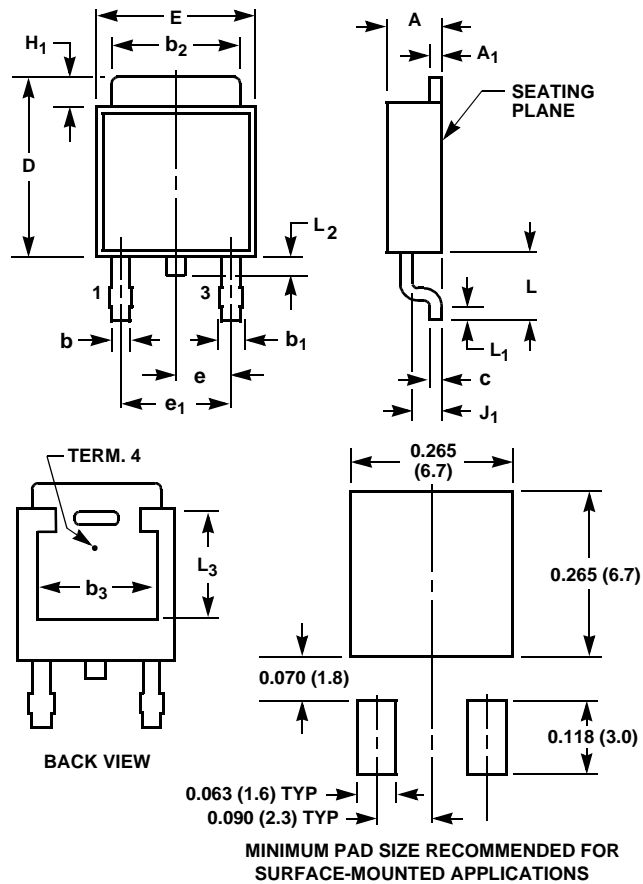 E
A
H1
b2
A1
SEATING
PLANE
D
L2
1
3
L
b
b1
L1
e
c
e1
J1
TERM. 4
0.265
(6.7)
L3
b3
0.265 (6.7)
0.070 (1.8)
0.118 (3.0)
BACK VIEW
0.063 (1.6) TYP
0.090 (2.3) TYP
MINIMUM PAD SIZE RECOMMENDED FOR
SURFACE-MOUNTED APPLICATIONS